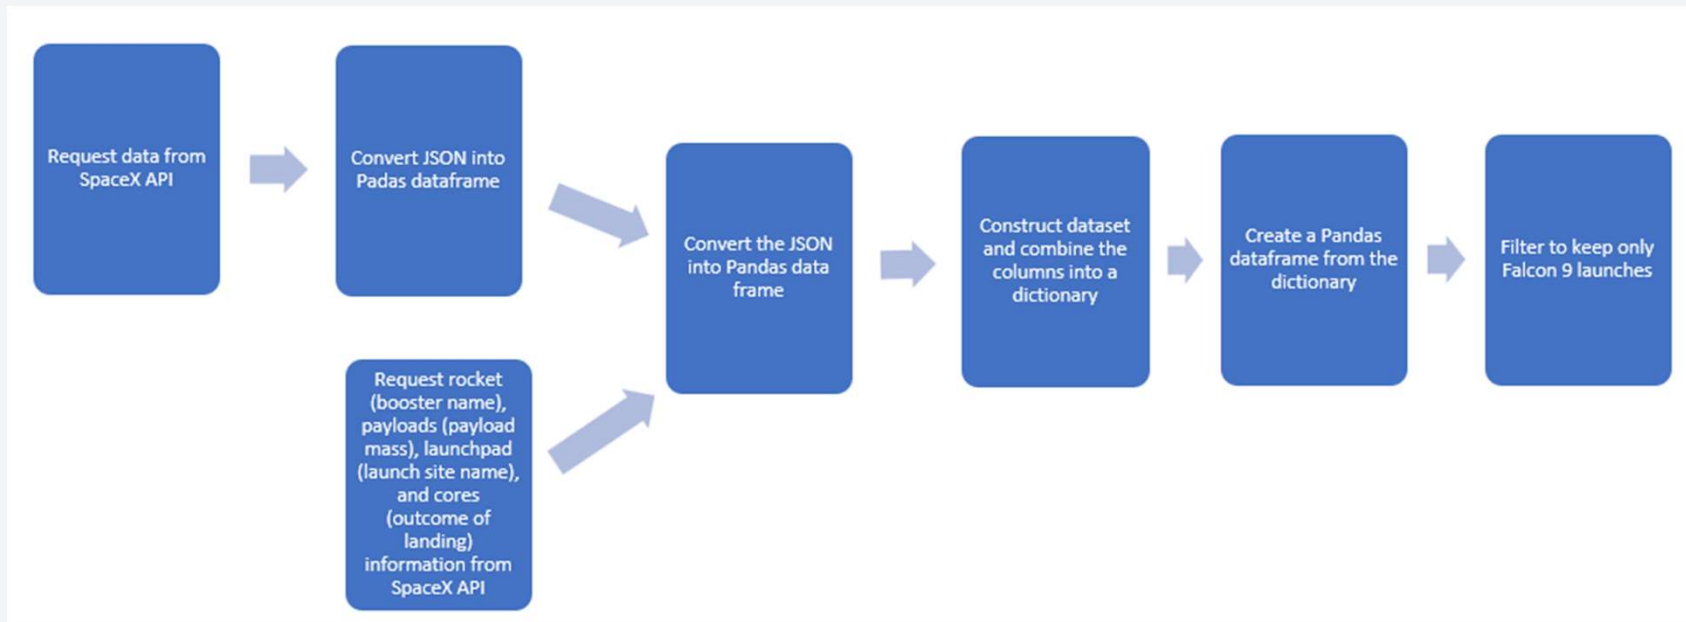 Request data from
SpaceX API
Convert JSON into
Padas dataframe
Request rocket
(booster name),
payloads (payload
mass), launchpad
(launch site name),
and cores
(outcome of
landing)
information from
SpaceX API
Convert the JSON
into Pandas data
frame
Construct dataset
and combine the
columns into a
dictionary
Create a Pandas
dataframe from the
dictionary
Filter to keep only
Falcon 9 launches